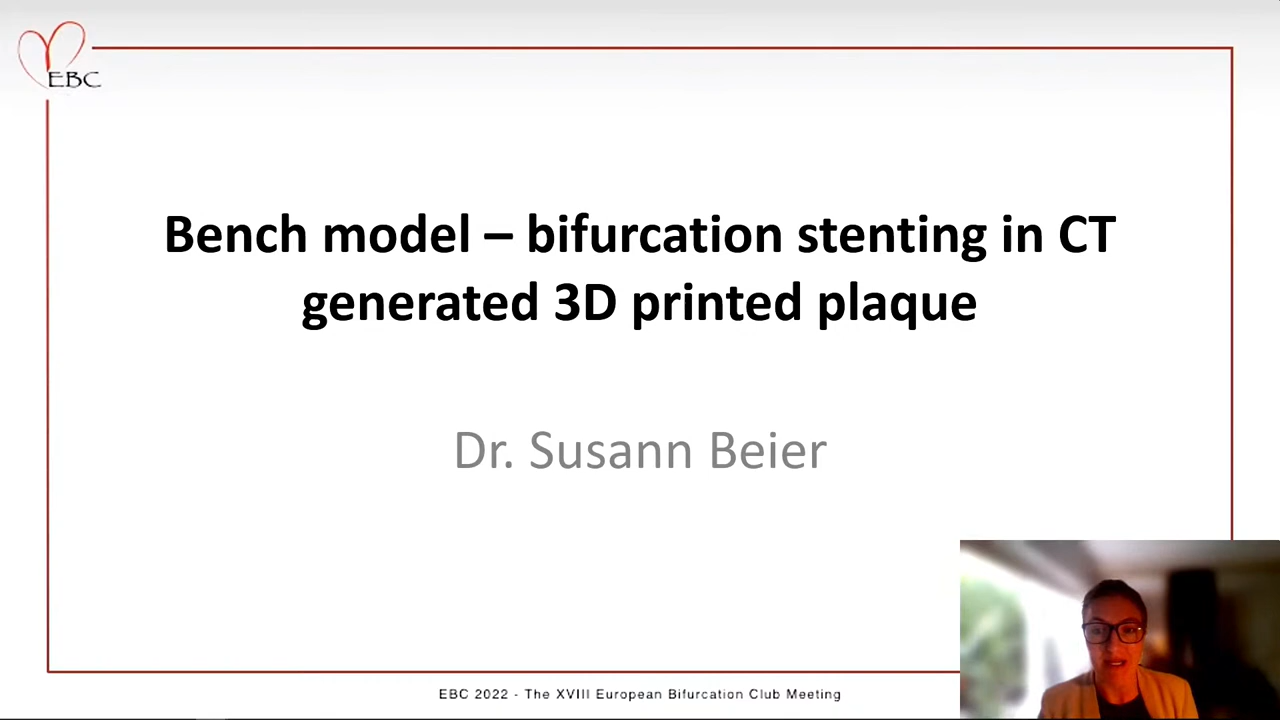 EBC
Bench model – bifurcation stenting in CT
generated 3D printed plaque
Dr. Susann Beier
EBC 2022 - The XVIII European Bifurcation Club Meeting